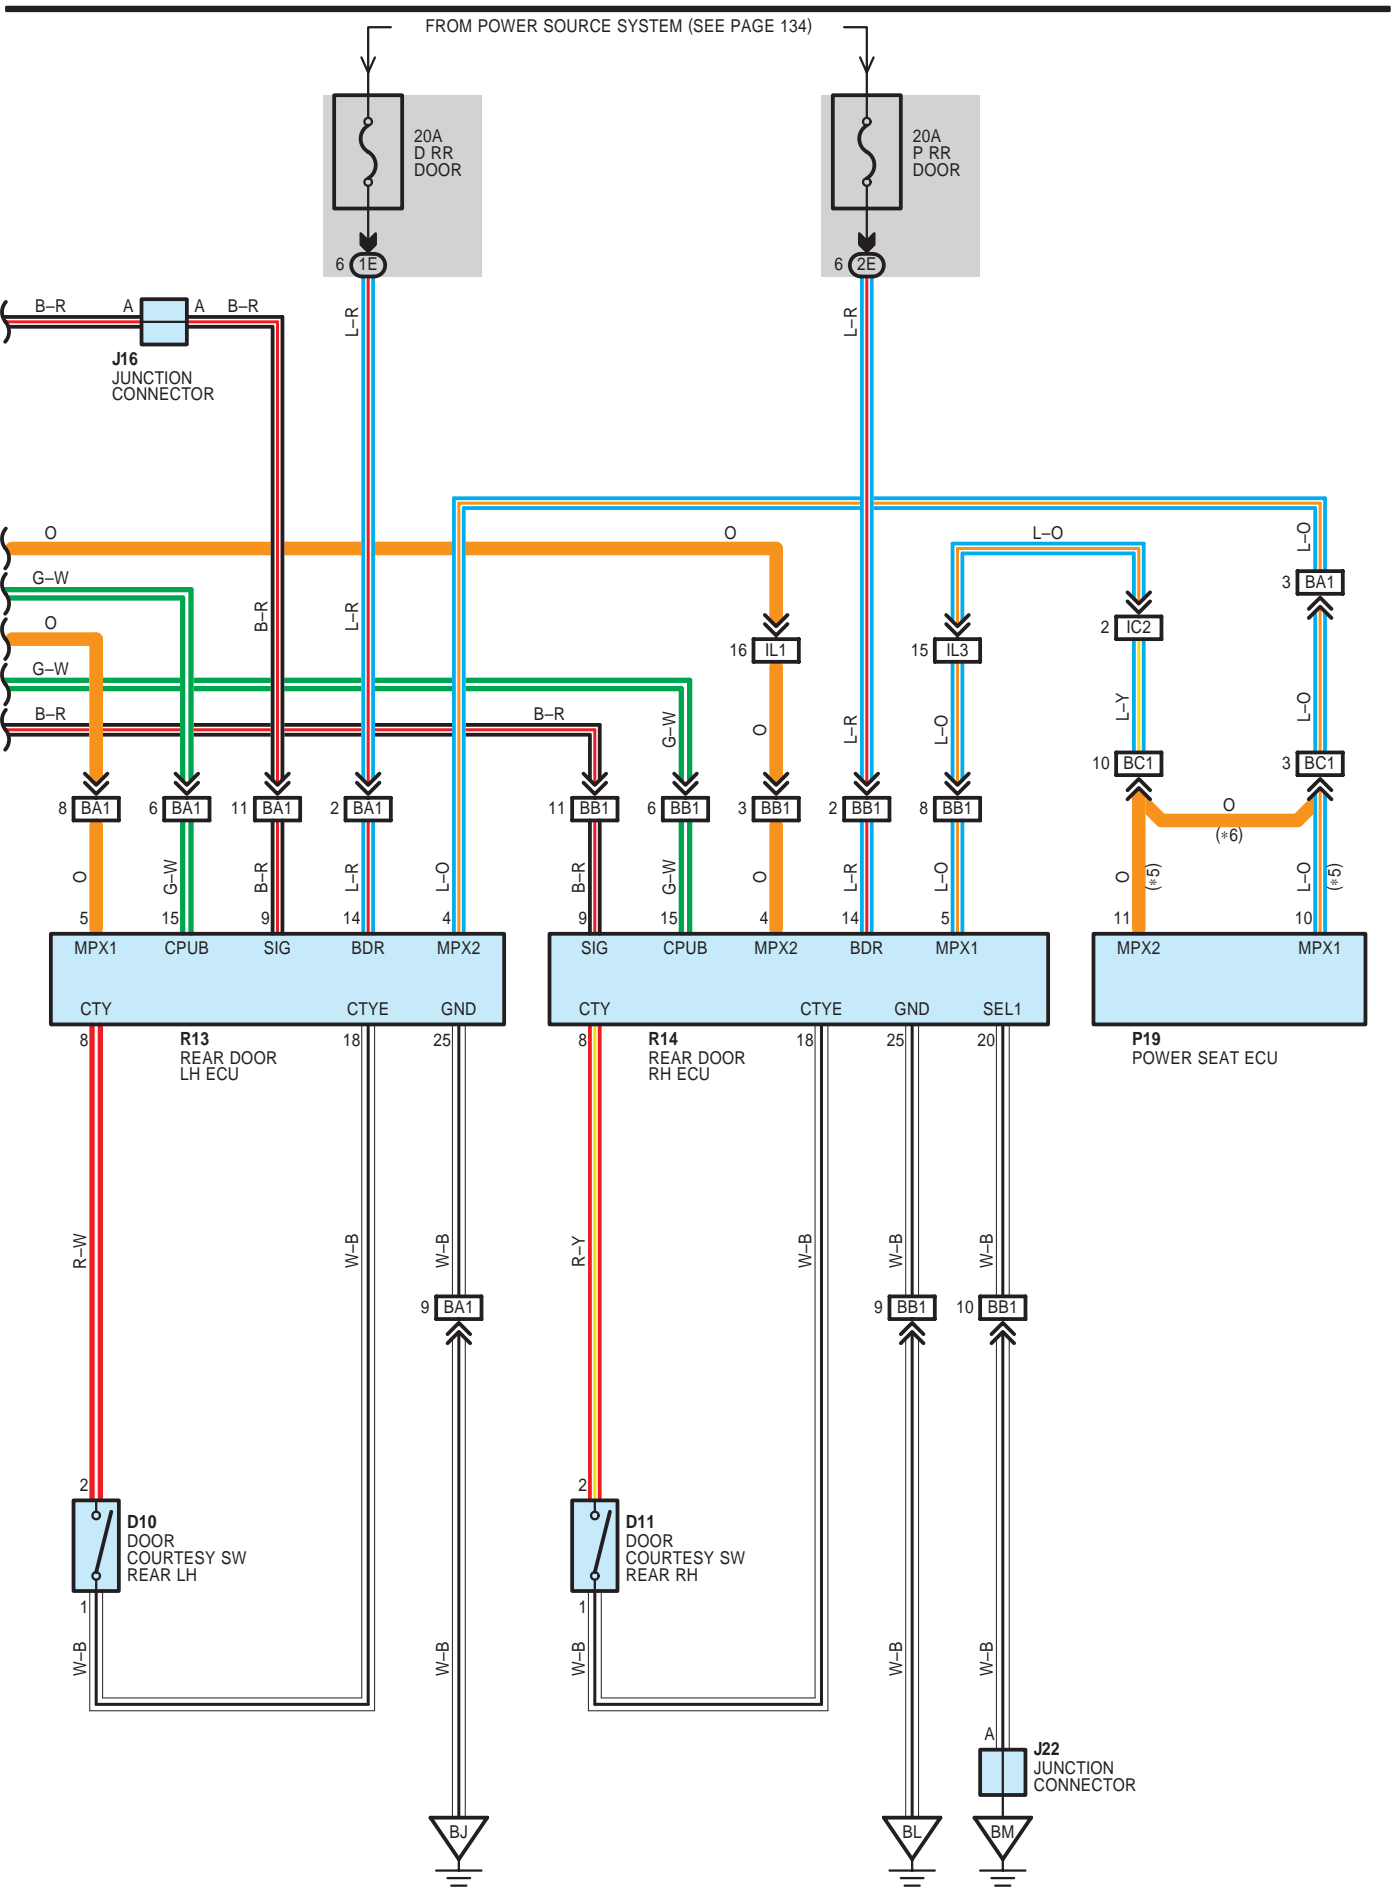 FROM POWER SOURCE SYSTEM (SEE PAGE 134)
20A
D RR
DOOR
20A
P RR
DOOR
6 1E
6 2E
B–R A A B–R
L–R
L–R
J16
JUNCTION
CONNECTOR
O
O
L–O
L–O
G–W
3 BA1
B–R
L–R
O
2 IC2
16 IL1
15 IL3
G–W
B–R
B–R
G–W
O
L–R
L–O
L–Y
L–O
10 BC1
3 BC1
8 BA1
6 BA1
11 BA1
2 BA1
11 BB1
6 BB1
3 BB1
2 BB1
8 BB1
O
(*6)
O
G–W
B–R
L–R
L–O
B–R
G–W
O
L–R
L–O
O
(*5)
L–O
(*5)
5
15
9
14
4
9
15
4
14
5
11
10
MPX1 CPUB SIG BDR MPX2
SIG CPUB MPX2 BDR MPX1
MPX2 MPX1
CTY CTYE GND
CTY CTYE GND SEL1
8
R13
REAR DOOR
LH ECU
18
25
8
R14
REAR DOOR
RH ECU
18
25
20
P19
POWER SEAT ECU
R–W
W–B
W–B
R–Y
W–B
W–B
W–B
9 BA1
9 BB1
10 BB1
2
D10
DOOR
COURTESY SW
REAR LH
1
2
D11
DOOR
COURTESY SW
REAR RH
1
W–B
W–B
W–B
W–B
W–B
A
J22
JUNCTION
CONNECTOR
BJ
BL
BM